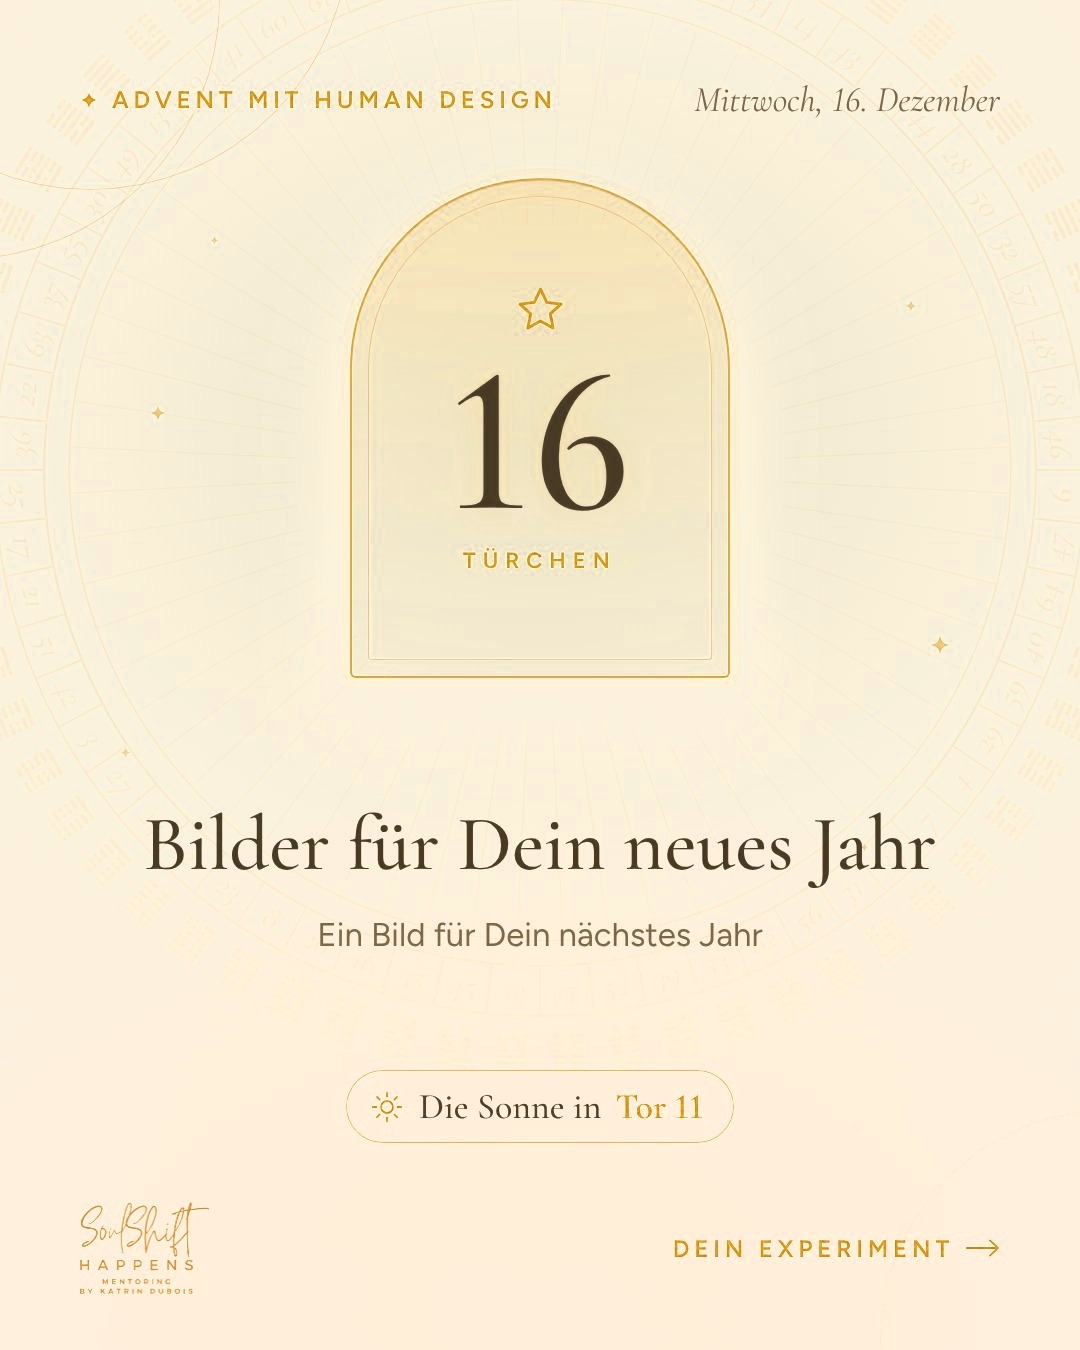 ADVENT MIT HUMAN DESIGN
Mittwoch, 16. Dezember
16
TÜRCHEN
Bilder für Dein neues Jahr
Ein Bild für Dein nächstes Jahr
Die Sonne in Tor 11
SoulShift
HAPPENS
MENTORING
BY KATRIN DUBOIS
DEIN EXPERIMENT